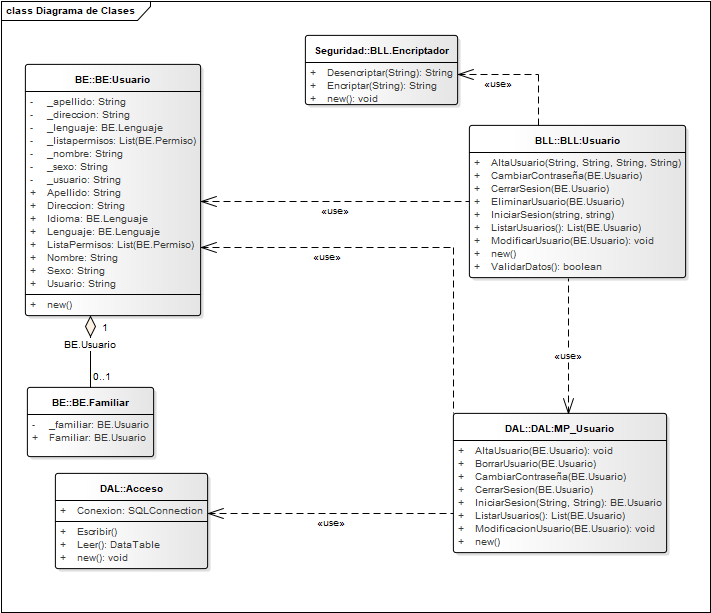 class Diagrama de Clases
BE::BE:Usuario
- _apellido: String
- _direccion: String
- _lenguaje: BE.Lenguaje
- _listapermisos: List(BE.Permiso)
- _nombre: String
- _sexo: String
- _usuario: String
+ Apellido: String
+ Direccion: String
+ Idioma: BE.Lenguaje
+ Lenguaje: BE.Lenguaje
+ ListaPermisos: List(BE.Permiso)
+ Nombre: String
+ Sexo: String
+ Usuario: String
+ new()
1
BE.Usuario
0..1
BE::BE.Familiar
- _familiar: BE.Usuario
+ Familiar: BE.Usuario
DAL::Acceso
+ Conexion: SQLConnection
+ Escribir()
+ Leer(): DataTable
+ new(): void
Seguridad::BLL.Encriptador
+ Desencriptar(String): String
+ Encriptar(String): String
+ new(): void
«use»
BLL::BLL:Usuario
+ AltaUsuario(String, String, String, String)
+ CambiarContraseña(BE.Usuario)
+ CerrarSesion(BE.Usuario)
+ EliminarUsuario(BE.Usuario)
+ IniciarSesion(string, string)
+ ListarUsuarios(): List(BE.Usuario)
+ ModificarUsuario(BE.Usuario): void
+ new()
+ ValidarDatos(): boolean
«use»
«use»
«use»
DAL::DAL:MP_Usuario
+ AltaUsuario(BE.Usuario): void
+ BorrarUsuario(BE.Usuario)
+ CambiarContraseña(BE.Usuario)
+ CerrarSesion(BE.Usuario)
+ IniciarSesion(String, String): BE.Usuario
+ ListarUsuarios(): List(BE.Usuario)
+ ModificacionUsuario(BE.Usuario): void
+ new()
«use»